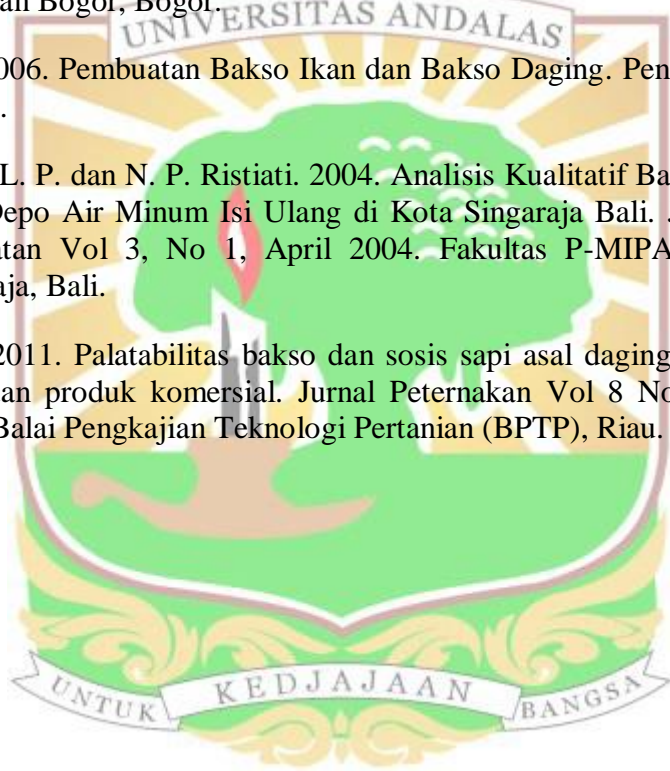 an Bogor, Bogor.
UNIVERSITAS ANDALAS
006. Pembuatan Bakso Ikan dan Bakso Daging. Pen
.
L. P. dan N. P. Ristiati. 2004. Analisis Kualitatif Ba
Depo Air Minum Isi Ulang di Kota Singaraja Bali. .
atan Vol 3, No 1, April 2004. Fakultas P-MIPA
aja, Bali.
2011. Palatabilitas bakso dan sosis sapi asal daging
an produk komersial. Jurnal Peternakan Vol 8 No
Balai Pengkajian Teknologi Pertanian (BPTP), Riau.
UNTUK KEDJAJAAN BANGSA